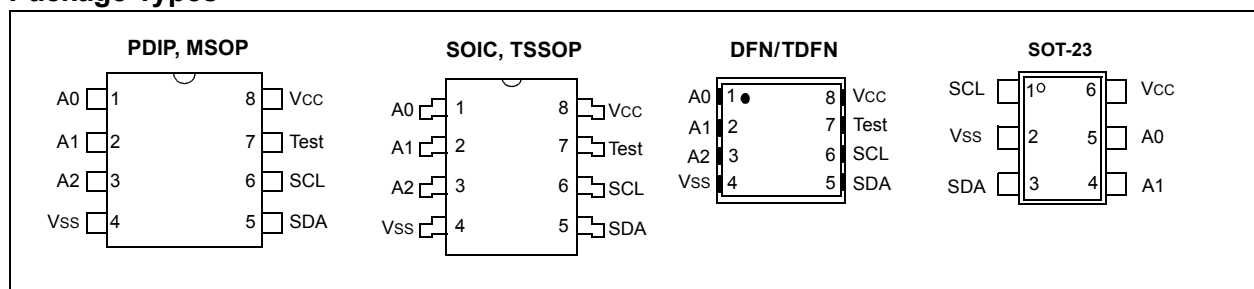 Package Types
PDIP, MSOP
A0 1 8 VCC
A1 2 7 Test
A2 3 6 SCL
VSS 4 5 SDA
SOIC, TSSOP
A0 1 8 VCC
A1 2 7 Test
A2 3 6 SCL
VSS 4 5 SDA
DFN/TDFN
A0 1 8 VCC
A1 2 7 Test
A2 3 6 SCL
VSS 4 5 SDA
SOT-23
SCL 1 6 VCC
VSS 2 5 A0
SDA 3 4 A1